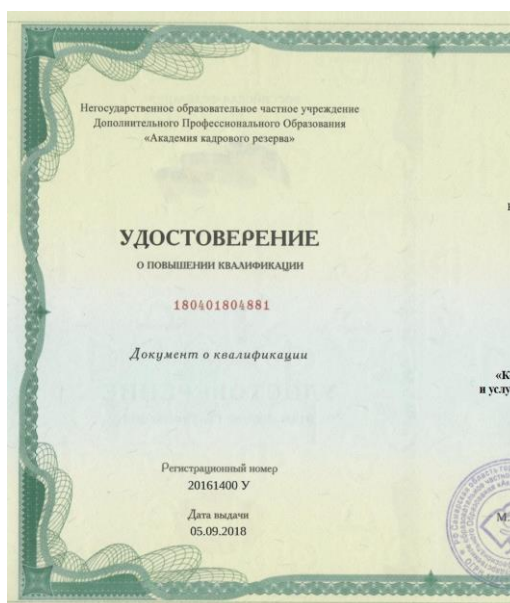 Негосударственное образовательное частное учреждение
Дополнительного Профессионального Образования
«Академия кадрового резерва»
УДОСТОВЕРЕНИЕ
О ПОВЫШЕНИИ КВАЛИФИКАЦИИ
180401804881
Документ о квалификации
«К
и услу
Регистрационный номер
20161400 У
Дата выдачи
05.09.2018
М